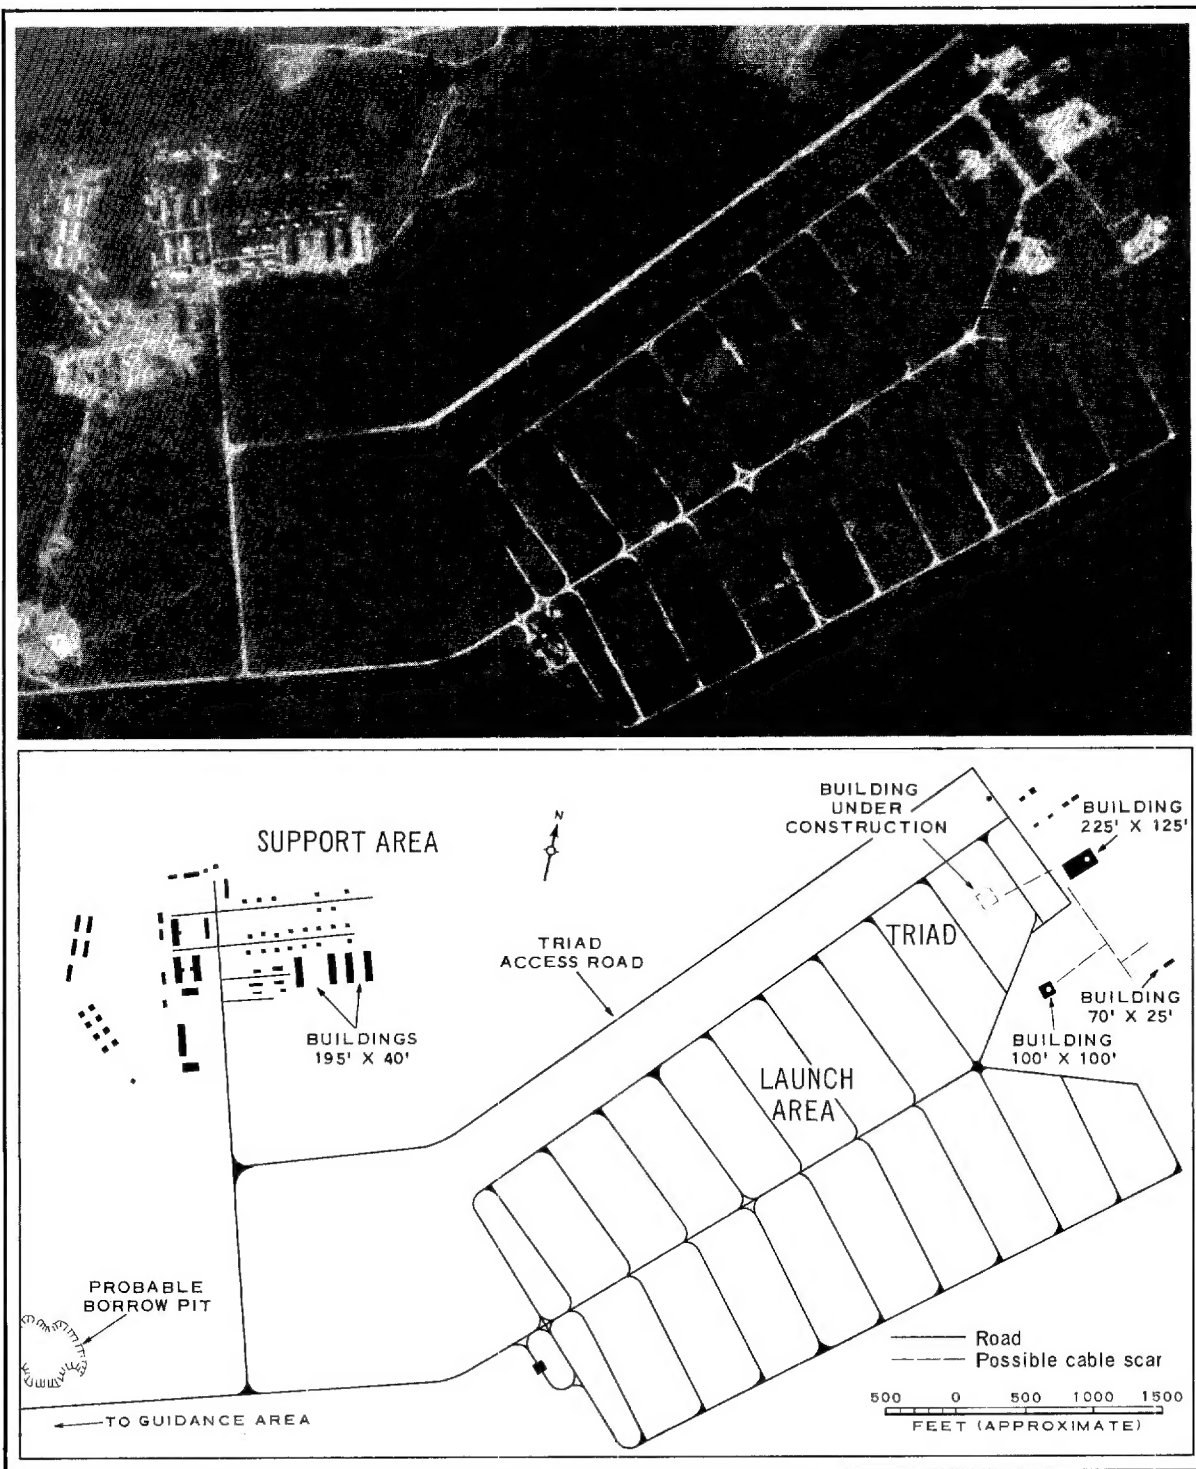 SUPPORT AREA
N
BUILDING
UNDER
CONSTRUCTION
BUILDING
225' X 125'
TRIAD
TRIAD
ACCESS ROAD
BUILDINGS
195' X 40'
BUILDING
70' X 25'
BUILDING
100' X 100'
LAUNCH
AREA
PROBABLE
BORROW PIT
Road
Possible cable scar
500 0 500 1000 1500
FEET (APPROXIMATE)
TO GUIDANCE AREA